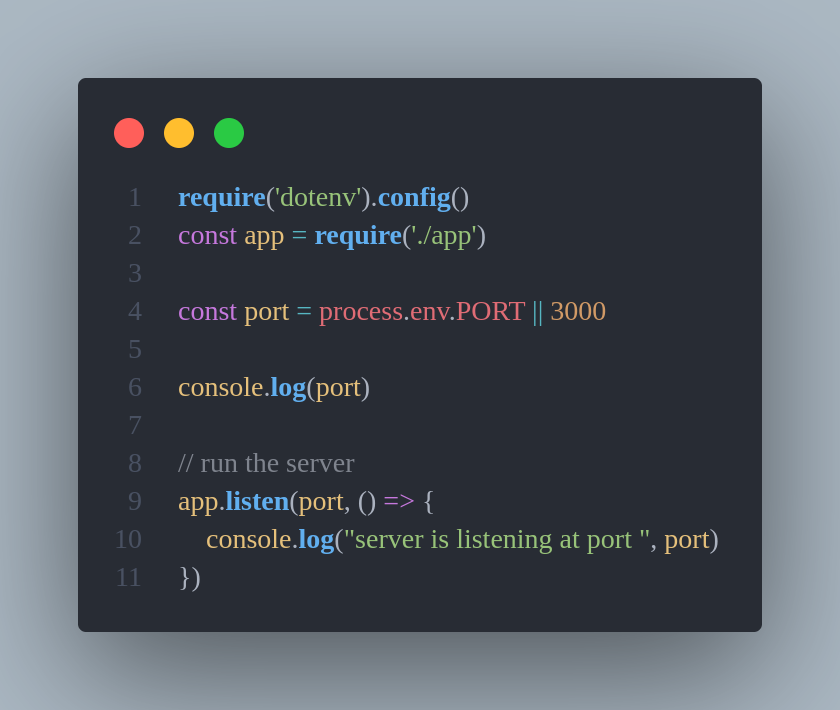 1 require('dotenv').config()
2 const app = require('./app')
3
4 const port = process.env.PORT || 3000
5
6 console.log(port)
7
8 // run the server
9 app.listen(port, () => {
10     console.log("server is listening at port ", port)
11 })